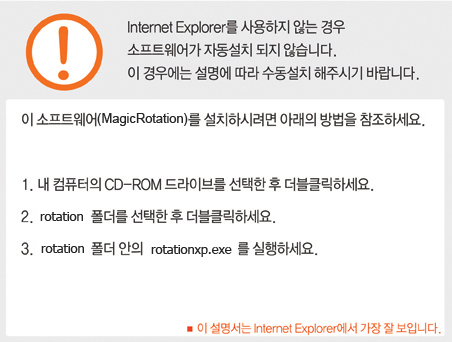 Internet Explorer를 사용하지 않는 경우
소프트웨어가 자동설치 되지 않습니다.
이 경우에는 설명에 따라 수동설치 해주시기 바랍니다.
이 소프트웨어(MagicRotation)를 설치하시려면 아래의 방법을 참조하세요.
1. 내 컴퓨터의 CD-ROM 드라이브를 선택한 후 더블클릭하세요.
2. rotation 폴더를 선택한 후 더블클릭하세요.
3. rotation 폴더 안의 rotationxp.exe 를 실행하세요.
■ 이 설명서는 Internet Explorer에서 가장 잘 보입니다.